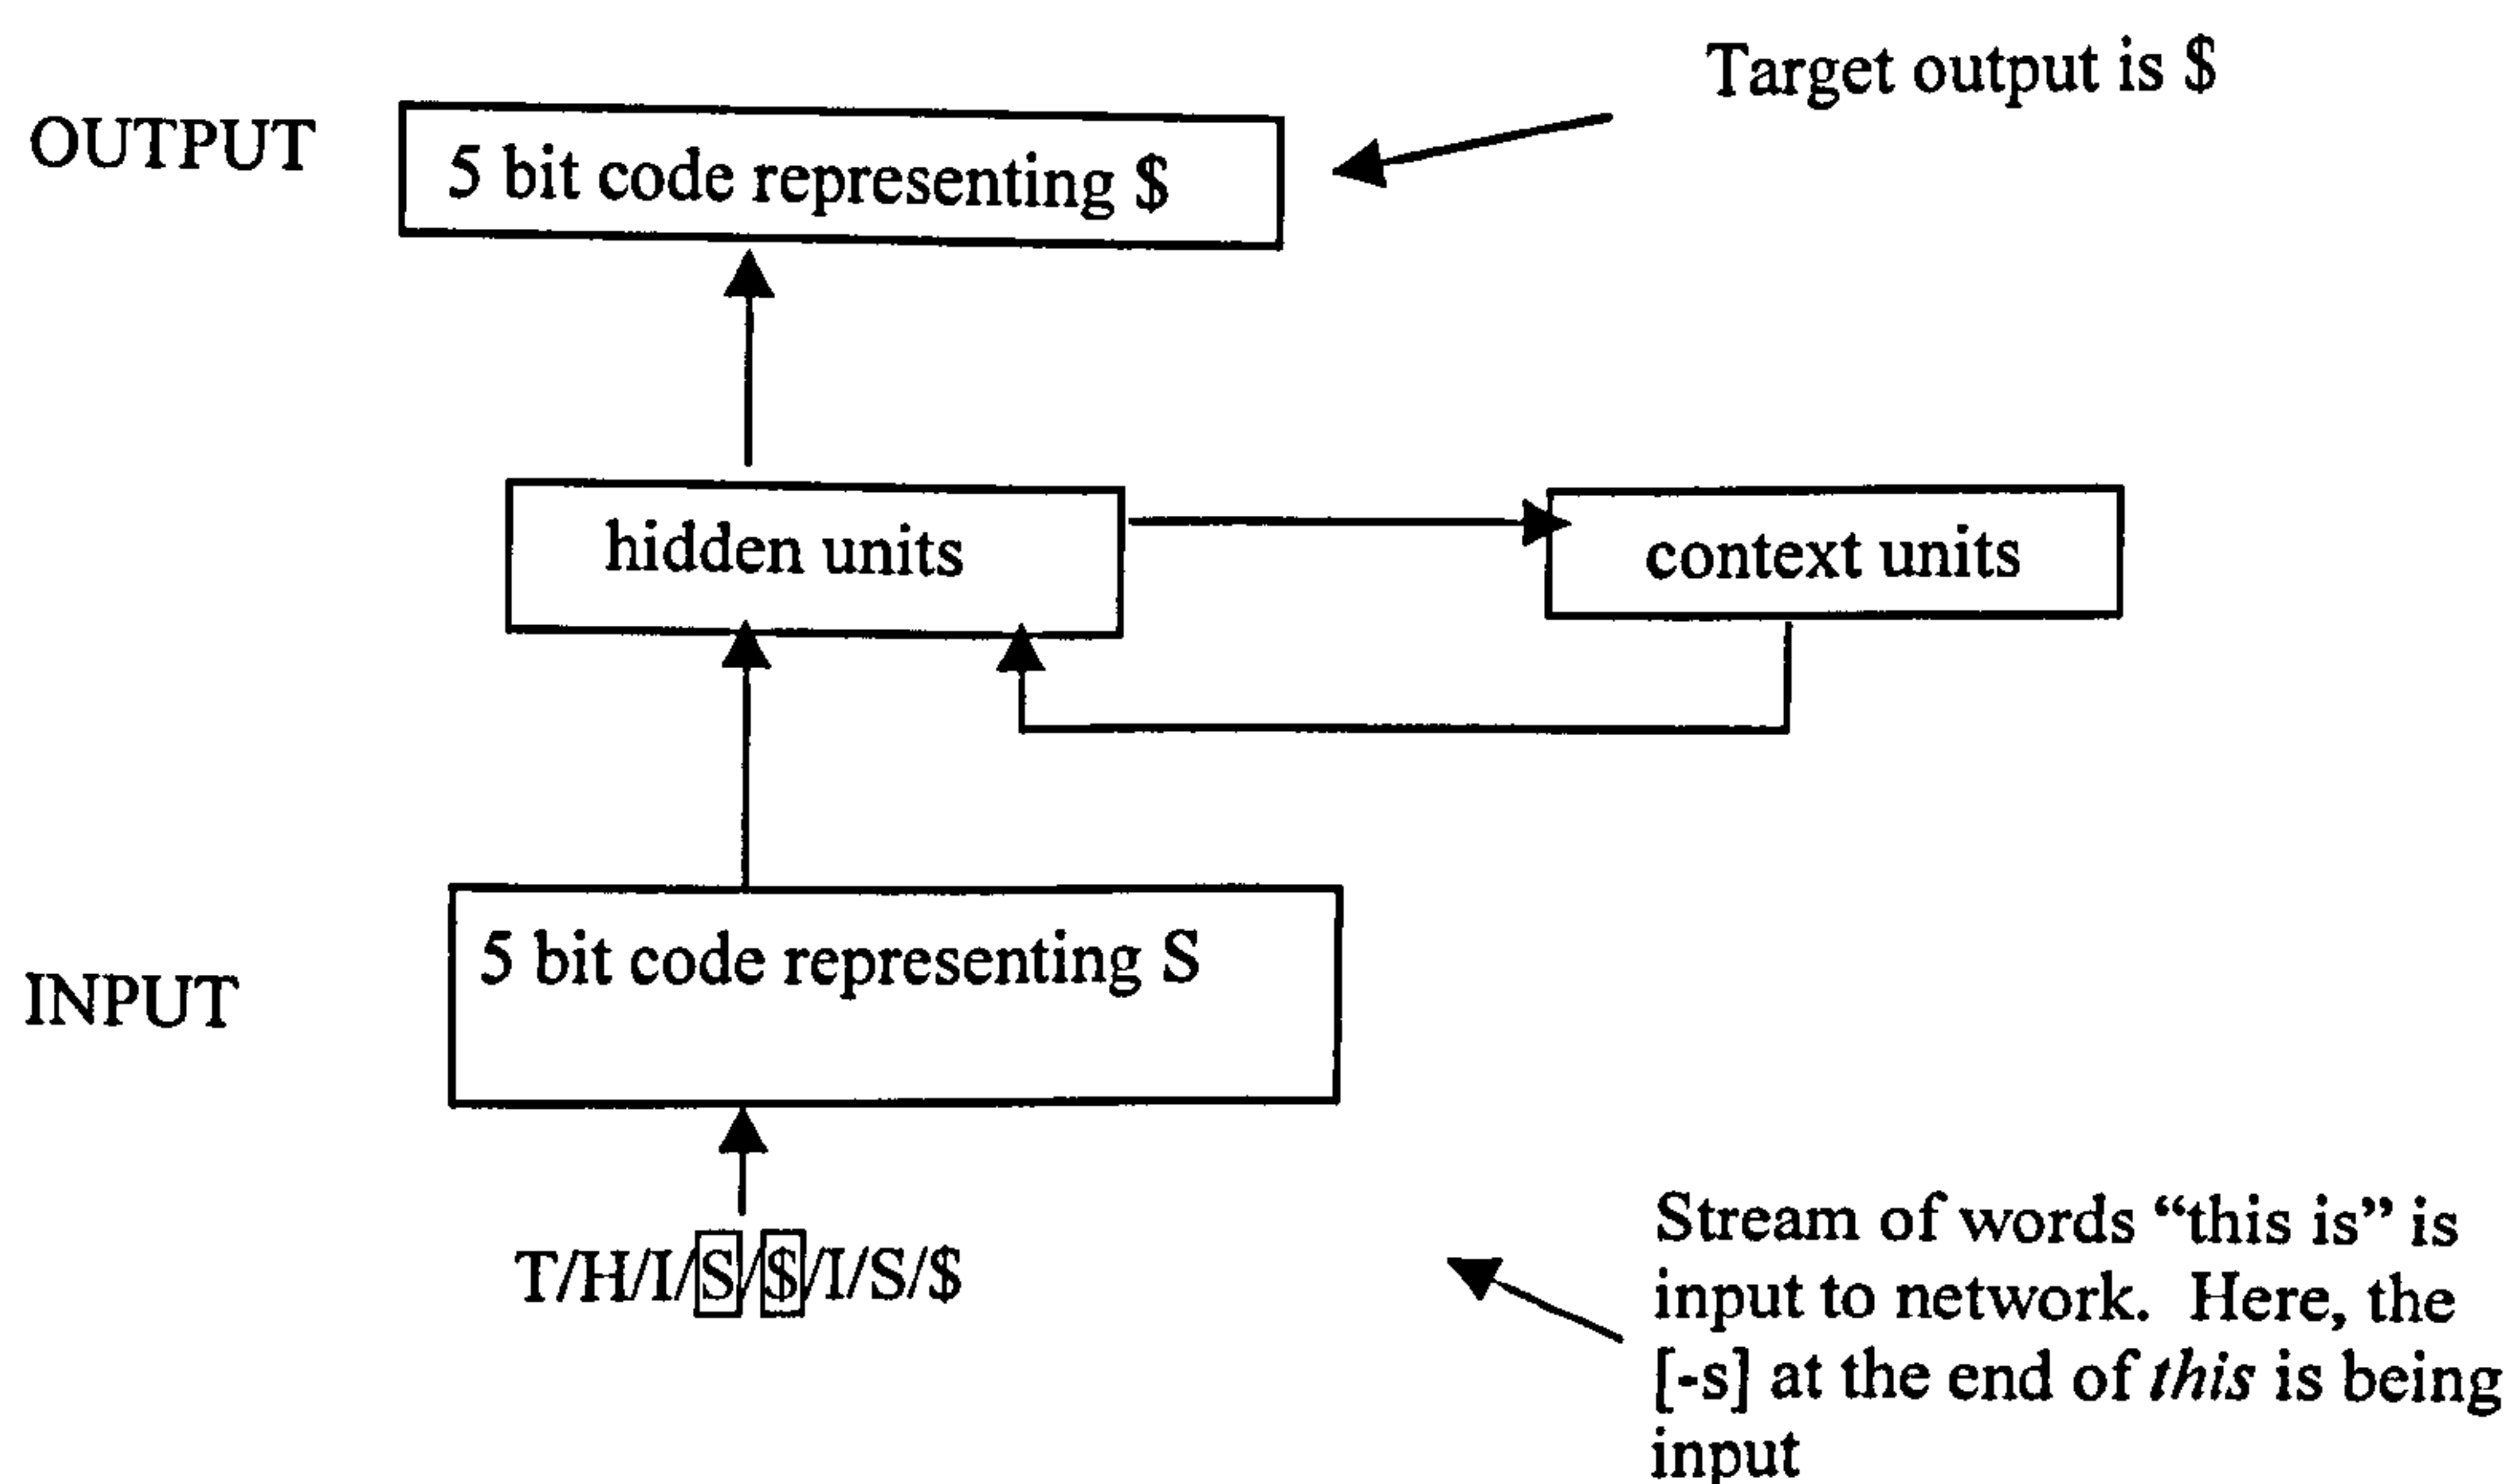 Target output is $
OUTPUT
5 bit code representing $
hidden units
context units
5 bit code representing S
INPUT
T/H/I/S/$/I/S/$
Stream of words “this is” is
input to network. Here, the
[-s] at the end of this is being
input